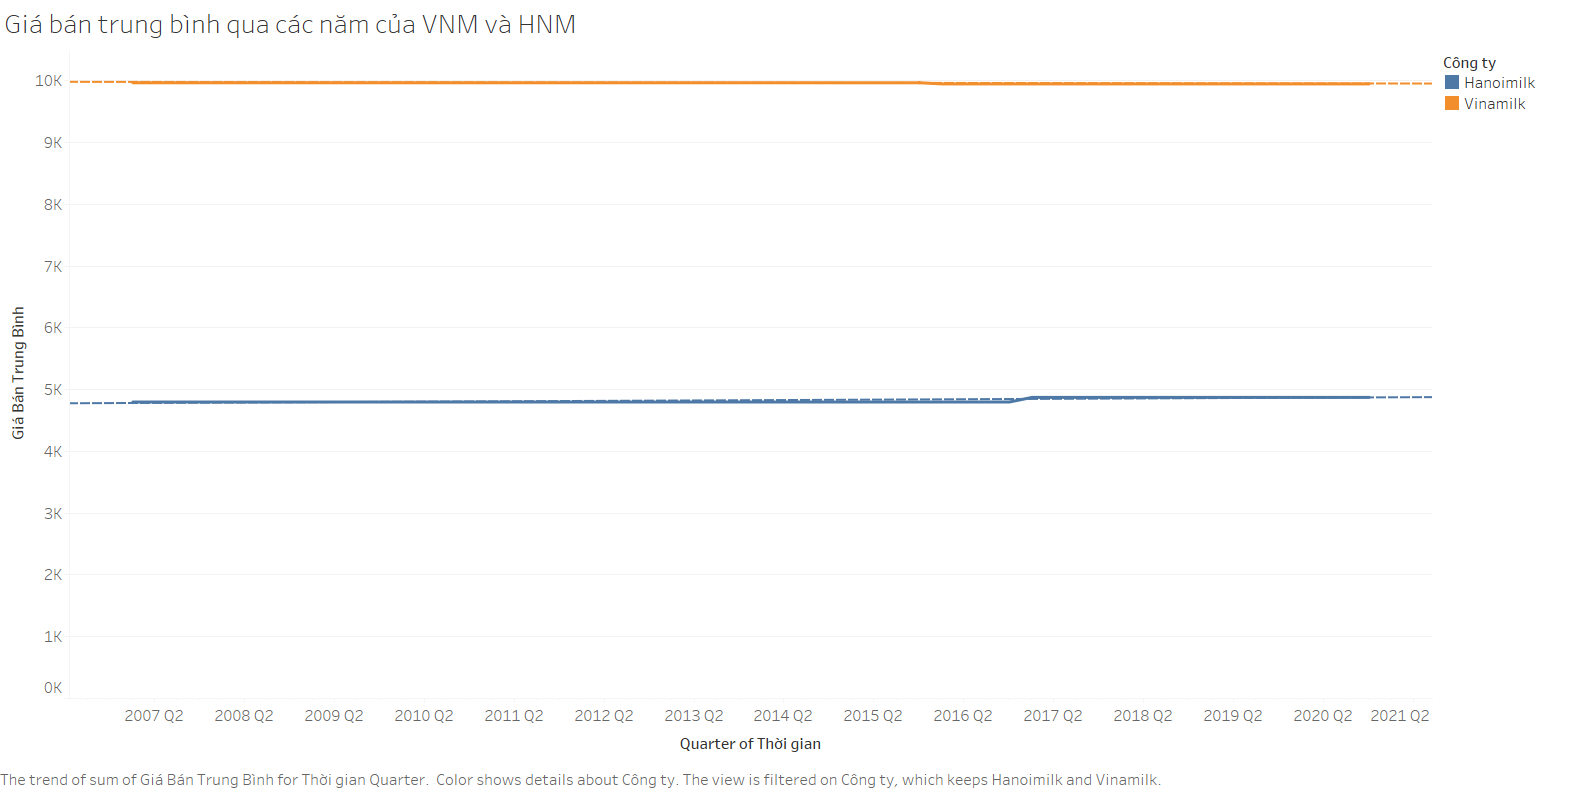 Giá bán trung bình qua các năm của VNM và HNM
Công ty
Hanoimilk
Vinamilk
10K
9K
8K
7K
6K
5K
4K
3K
2K
1K
0K
Giá Bán Trung Bình
2007 Q2 2008 Q2 2009 Q2 2010 Q2 2011 Q2 2012 Q2 2013 Q2 2014 Q2 2015 Q2 2016 Q2 2017 Q2 2018 Q2 2019 Q2 2020 Q2 2021 Q2
Quarter of Thời gian
The trend of sum of Giá Bán Trung Bình for Thời gian Quarter. Color shows details about Công ty. The view is filtered on Công ty, which keeps Hanoimilk and Vinamilk.